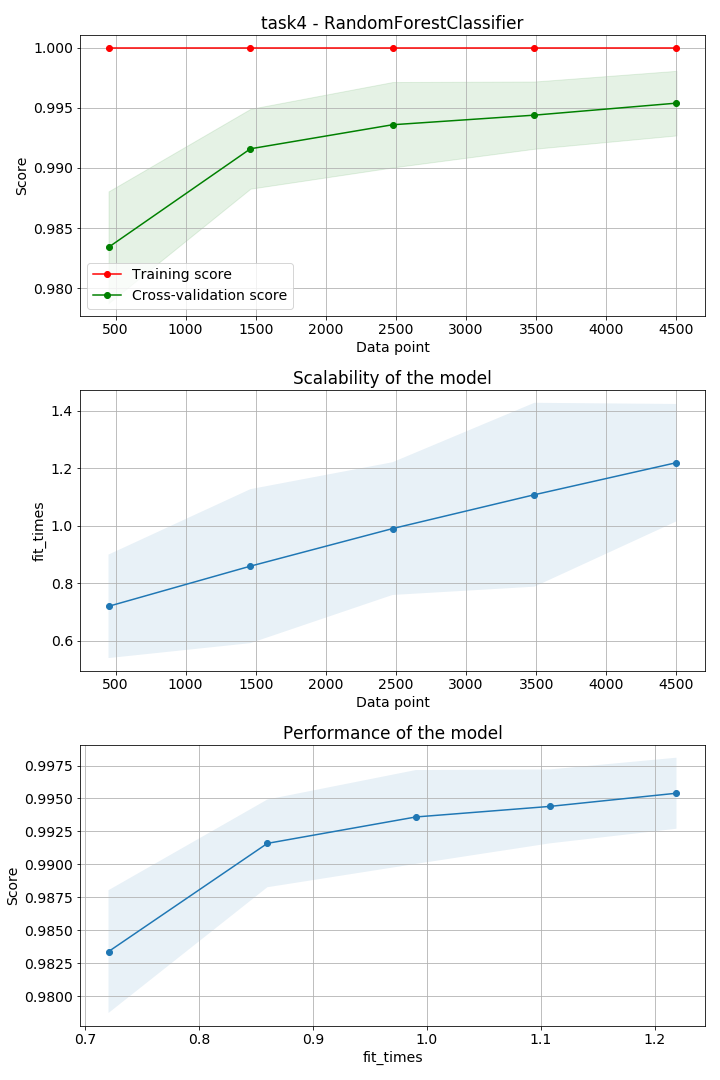 task4 - RandomForestClassifier
1.000
0.995
0.990
0.985
0.980
Score
Training score
Cross-validation score
500 1000 1500 2000 2500 3000 3500 4000 4500
Data point
Scalability of the model
1.4
1.2
1.0
0.8
0.6
fit_times
500 1000 1500 2000 2500 3000 3500 4000 4500
Data point
Performance of the model
0.9975
0.9950
0.9925
0.9900
0.9875
0.9850
0.9825
0.9800
Score
0.7 0.8 0.9 1.0 1.1 1.2
fit_times